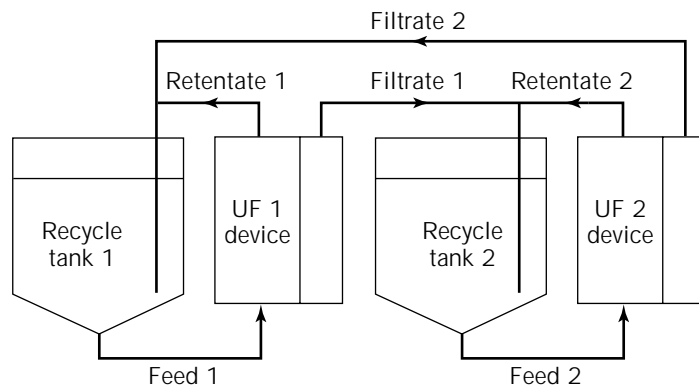 Filtrate 2
Retentate 1
Filtrate 1
Retentate 2
Recycle
tank 1
UF 1
device
Recycle
tank 2
UF 2
device
Feed 1
Feed 2